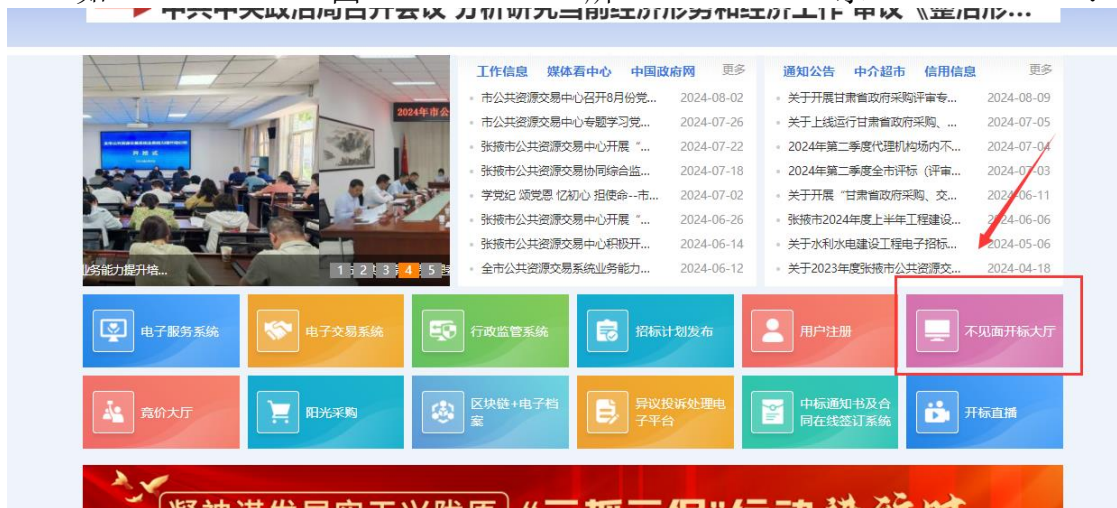 中共中央政治局召开会议 分析研究当前经济形势和经济工作 审议《整治形...
工作信息 媒体看中心 中国政府网 更多
市公共资源交易中心召开8月份党... 2024-08-02
市公共资源交易中心专题学习党... 2024-07-26
张掖市公共资源交易中心开展“... 2024-07-22
张掖市公共资源交易协同综合监... 2024-07-18
学党纪 颂党恩 忆初心 担使命--市... 2024-07-02
张掖市公共资源交易中心开展“... 2024-06-26
张掖市公共资源交易中心积极开... 2024-06-14
全市公共资源交易系统业务能力... 2024-06-12
通知公告 中介超市 信用信息 更多
关于开展甘肃省政府采购评审专... 2024-08-09
关于上线运行甘肃政府采购、... 2024-07-05
2024年第二季度代理机构场内不... 2024-07-04
2024年第二季度全市评标（评审... 2024-07-03
关于开展“甘肃省政府采购、交... 2024-06-11
张掖市2024年度上半年工程建设... 2024-06-06
关于水利水电建设工程电子招标... 2024-05-06
关于2023年度张掖市公共资源交... 2024-04-18
2024年市公
业务能力提升培...
1 2 3 4 5
电子服务系统
电子交易系统
行政监管系统
招标计划发布
用户注册
不见面开标大厅
竞价大厅
阳光采购
区块链+电子档
案
异议投诉处理电
子平台
中标通知书及合
同在线签订系统
开标直播